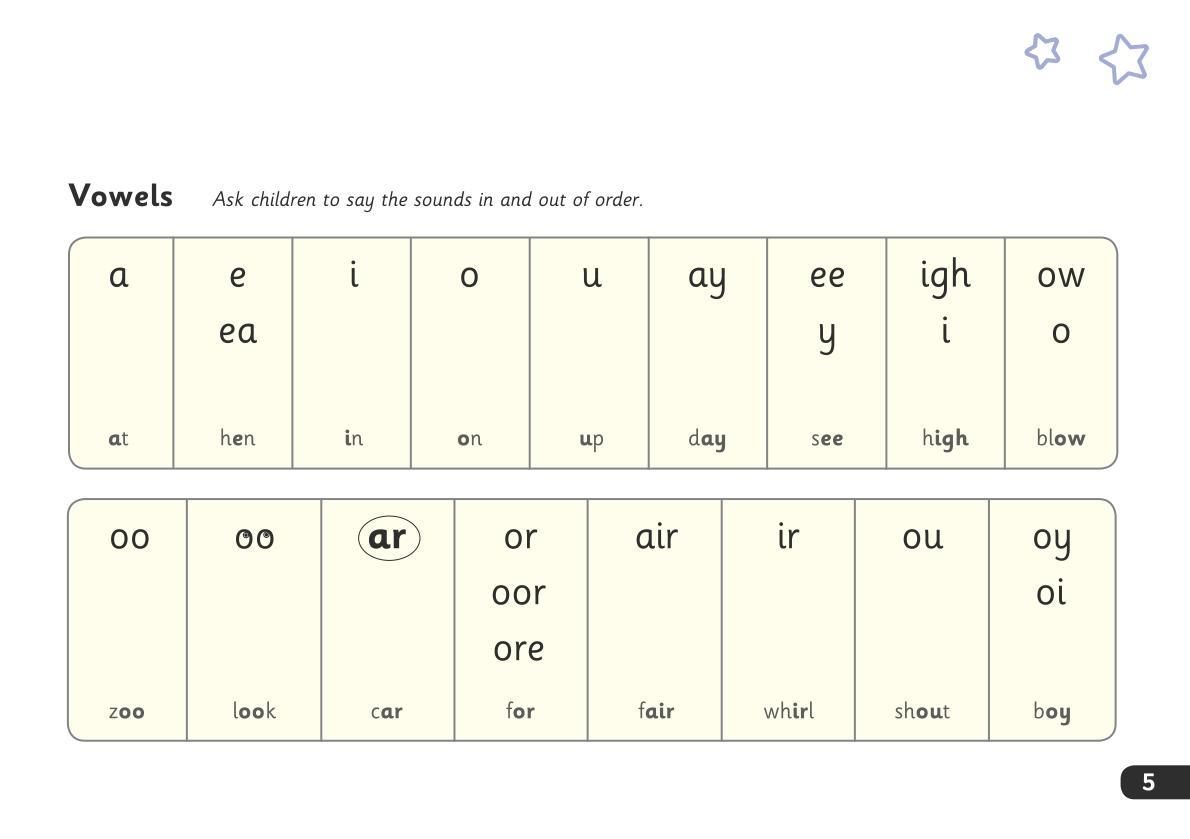 Vowels Ask children to say the sounds in and out of order.
a e i o u ay ee igh ow
ea y i o
at hen in on up day see high blow
oo oo ar or air ir ou oy
oor oi
ore
zoo look car for fair whirl shout boy
5